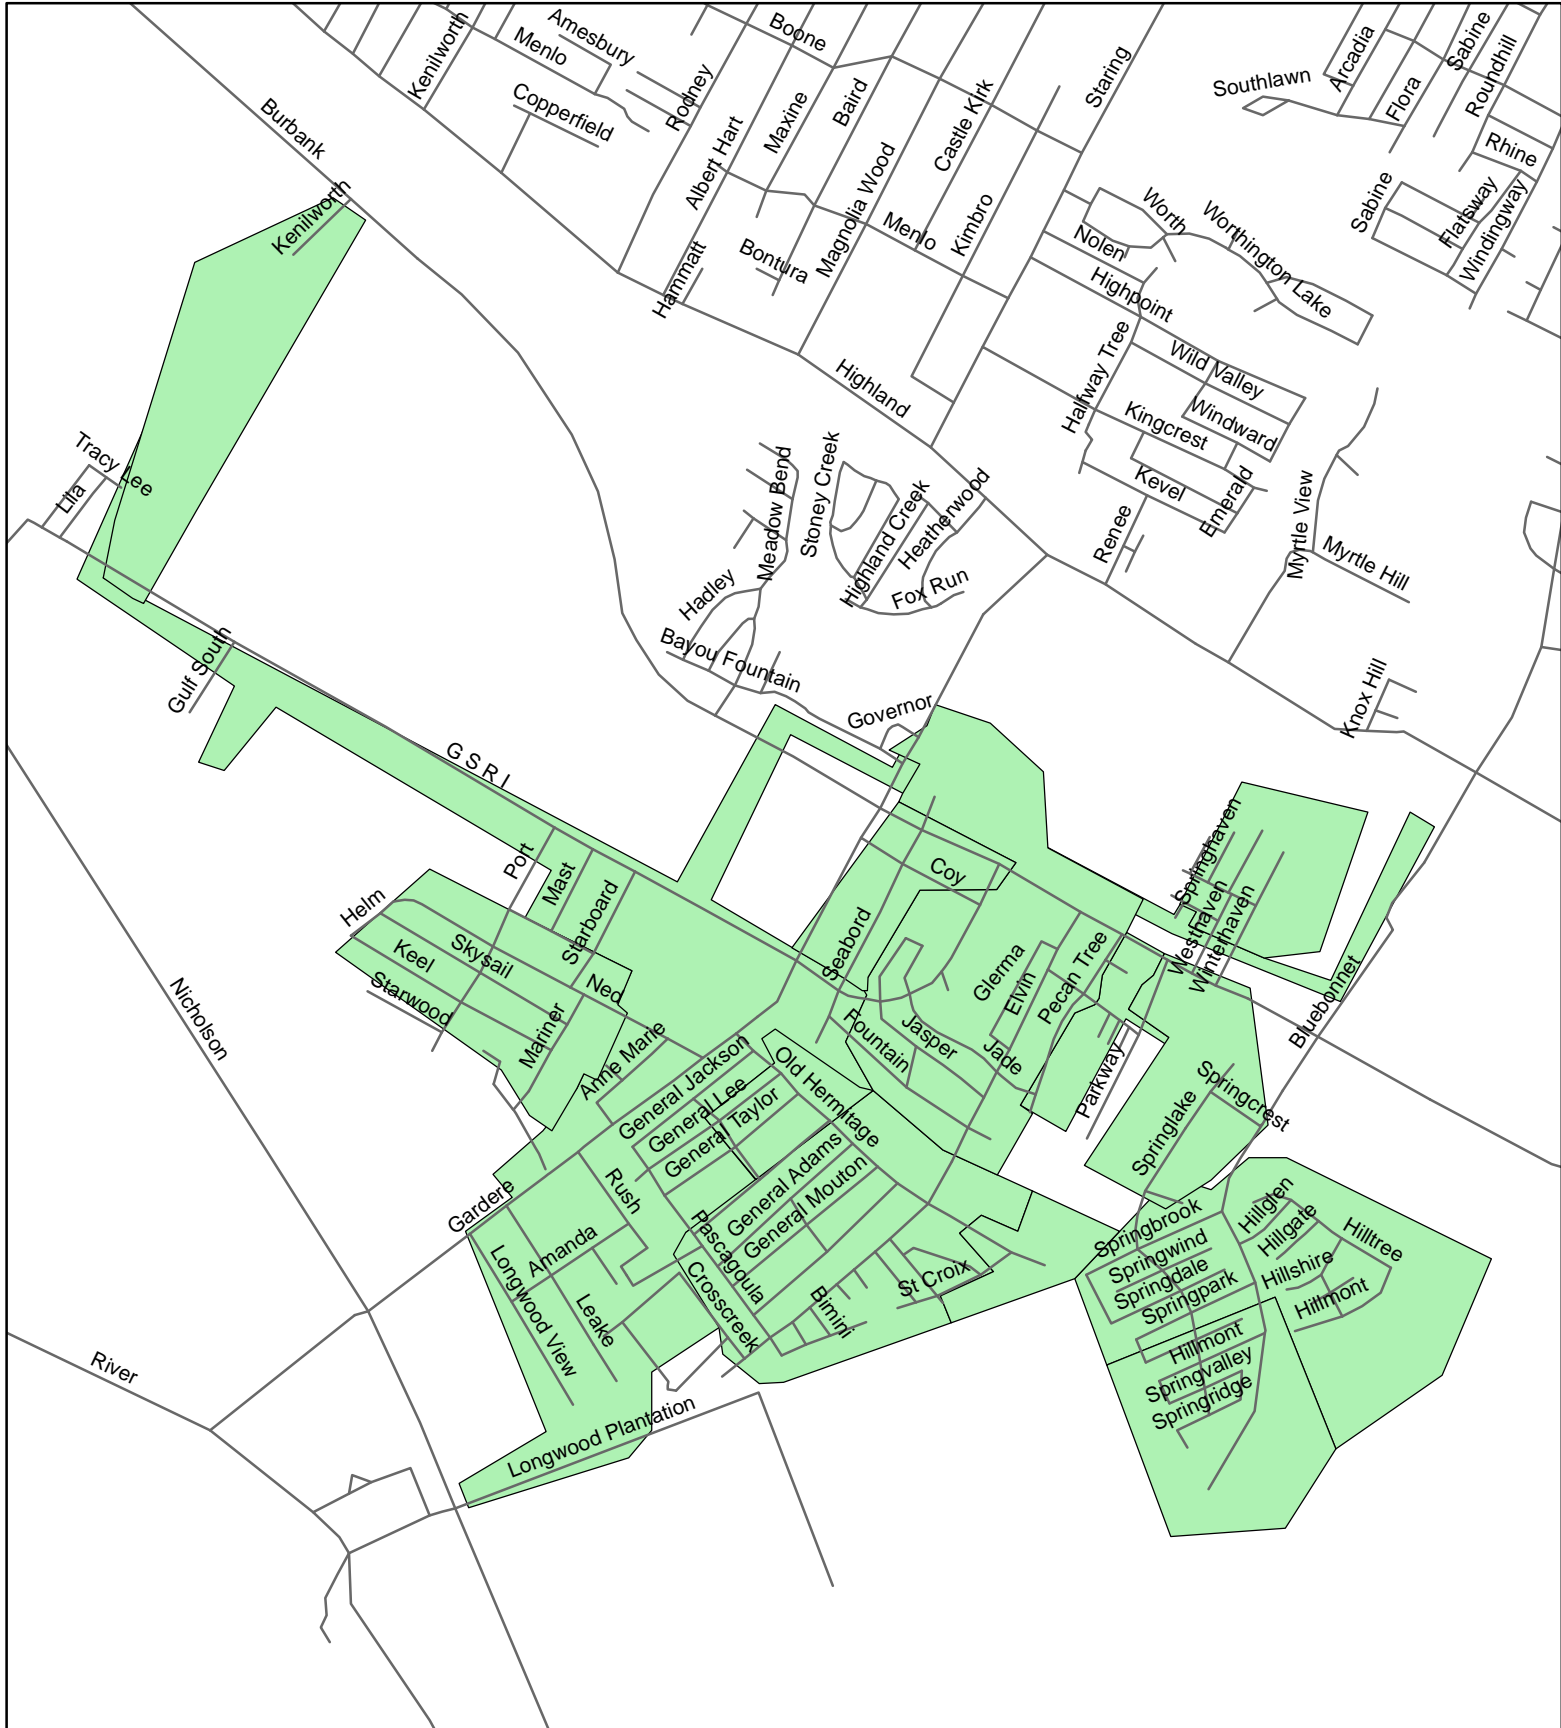 Kenilworth
Amesbury
Menlo
Boone
Copperfield
Rodney
Albert Hart
Maxine
Baird
Castle Kirk
Staring
Southlawn
Arcadia
Flora
Sabine
Roundhill
Rhine
Burbank
Kenilworth
Hammatt
Bontura
Magnolia Wood
Menlo
Kimbro
Worth
Nolen
Worthington Lake
Highpoint
Sabine
Flatsway
Windingway
Highland
Halfway Tree
Wild Valley
Windward
Kingcrest
Kevel
Emerald
Renee
Myrtle View
Myrtle Hill
Tracy Lee
Lila
Meadow Bend
Stoney Creek
Highland Creek
Heatherwood
Fox Run
Hadley
Bayou Fountain
Governor
Gulf South
Knox Hill
G S R I
Port
Mast
Starboard
Helm
Skysail
Keel
Starwood
Ned
Mariner
Anne Marie
Coy
Seabord
Glerma
Elvin
Pecan Tree
Springhaven
Westhaven
Winterhaven
Bluebonnet
Fountain
Jasper
Jade
Parkway
Springcrest
Springlake
Nicholson
General Jackson
General Lee
General Taylor
Old Hermitage
General Adams
General Mouton
Gardere
Rush
Pascagoula
Amanda
Longwood View
Leake
Crosscreek
Bimini
St Croix
Springbrook
Springwind
Springdale
Springpark
Hillglen
Hillgate
Hilltree
Hillshire
Hillmont
Hillmont
Springvalley
Springridge
River
Longwood Plantation